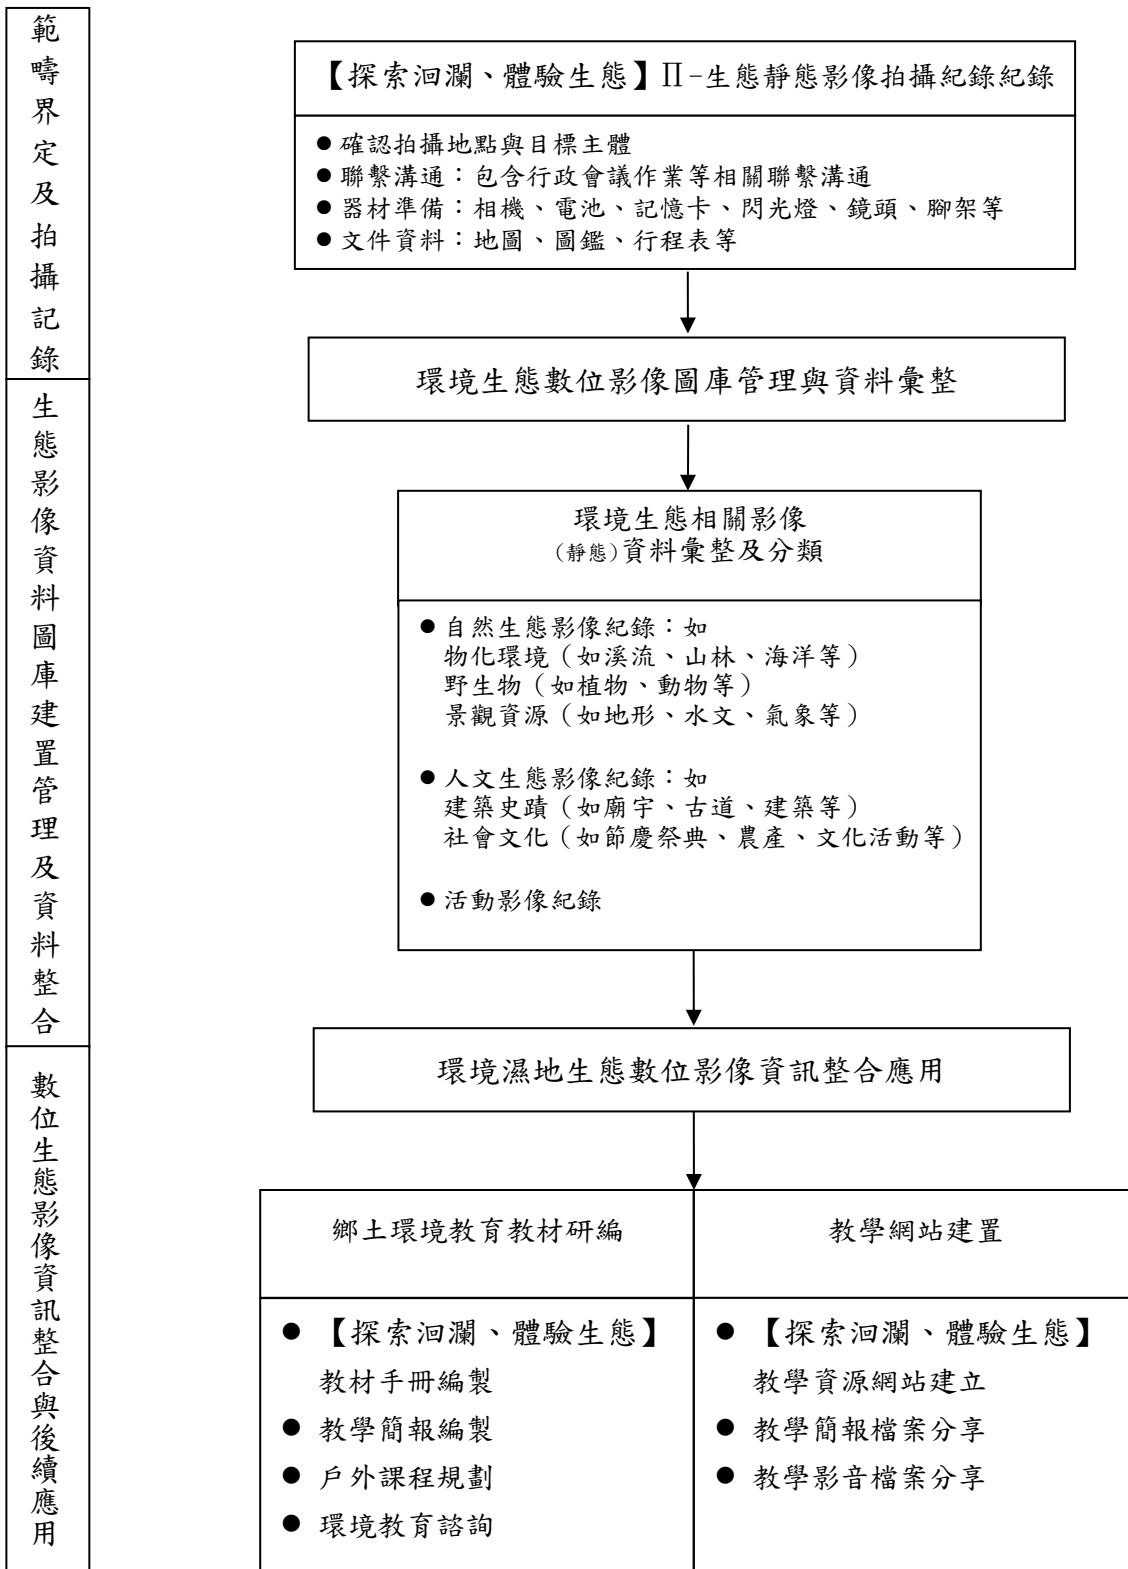 範疇界定及拍攝記錄
【探索洄瀾、體驗生態】Ⅱ-生態靜態影像拍攝紀錄紀錄
●確認拍攝地點與目標主體
●聯繫溝通：包含行政會議作業等相關聯繫溝通
●器材準備：相機、電池、記憶卡、閃光燈、鏡頭、腳架等
●文件資料：地圖、圖鑑、行程表等
生態影像資料圖庫建置管理及資料整合
環境生態數位影像圖庫管理與資料彙整
環境生態相關影像
(靜態)資料彙整及分類
●自然生態影像紀錄：如
物化環境（如溪流、山林、海洋等）
野生物（如植物、動物等）
景觀資源（如地形、水文、氣象等）
●人文生態影像紀錄：如
建築史蹟（如廟宇、古道、建築等）
社會文化（如節慶祭典、農產、文化活動等）
●活動影像紀錄
數位生態影像資訊整合與後續應用
環境濕地生態數位影像資訊整合應用
鄉土環境教育教材研編
●【探索洄瀾、體驗生態】
教材手冊編製
●教學簡報編製
●戶外課程規劃
●環境教育諮詢
教學網站建置
●【探索洄瀾、體驗生態】
教學資源網站建立
●教學簡報檔案分享
●教學影音檔案分享